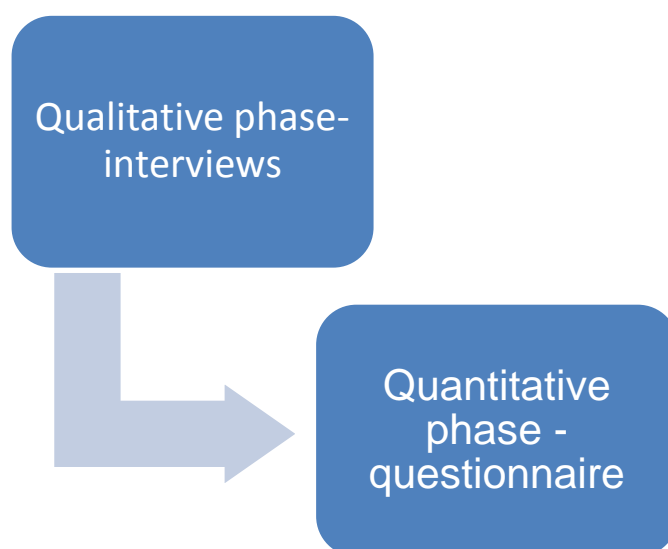 Qualitative phase-
interviews
Quantitative
phase -
questionnaire